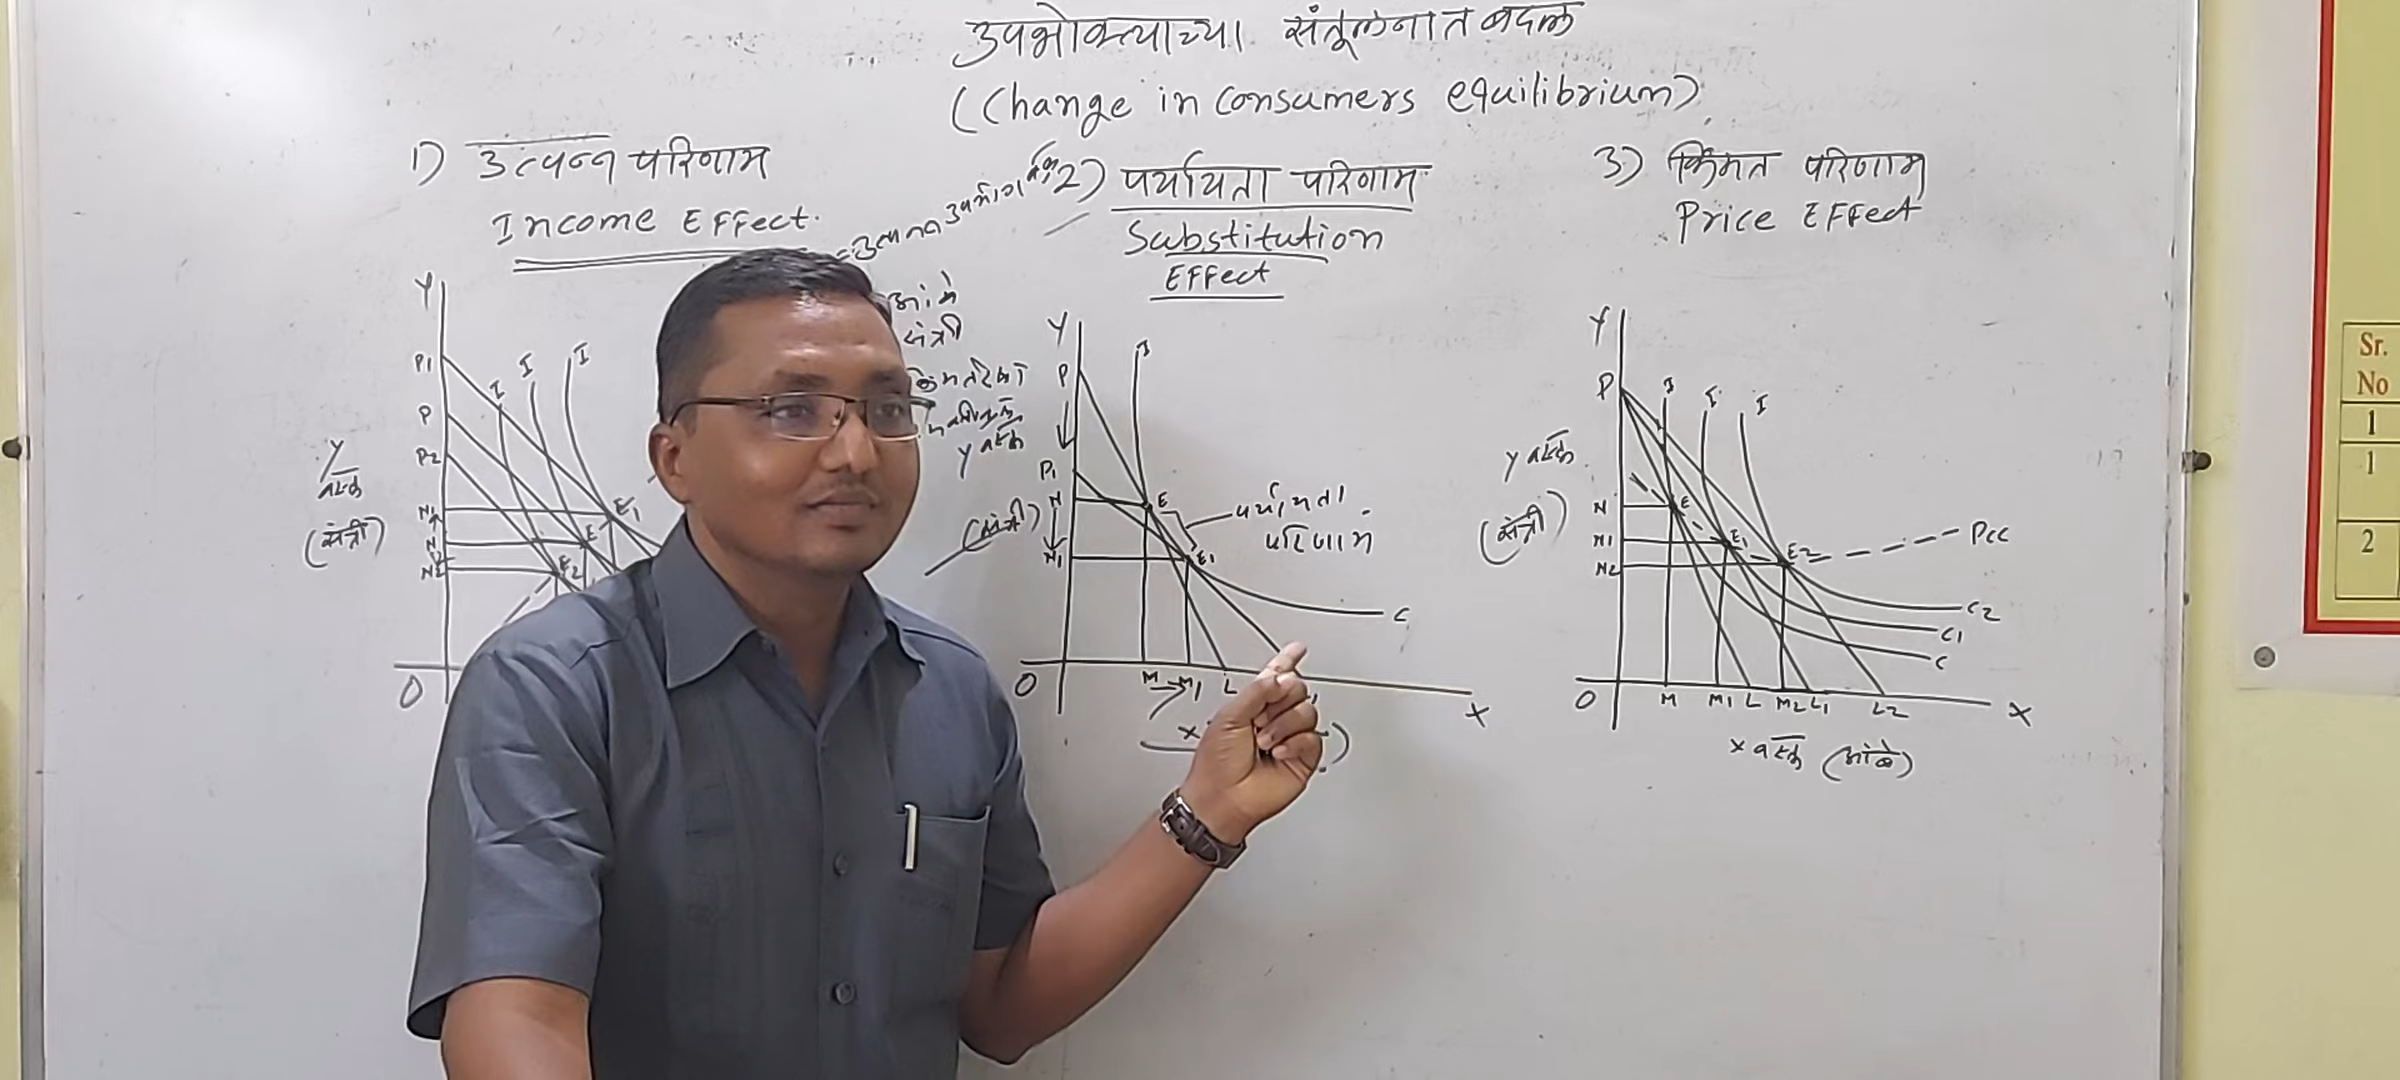 उपभोक्त्याच्या संतूलनात बदल
(Change in consumers equilibrium)
1) उत्पन्न परिणाम
Income Effect.
2) पर्यायता परिणाम
Substitution
Effect
3) किंमत परिणाम
Price Effect
Y
P1
P
P2
I
I
I
Y
(संत्री)
N1
N
N2
E1
E
E2
O
आंबे
संत्री
Y
P
P1
N
N1
I
E
E1
पर्यायता
परिणाम
C
(संत्री)
O
M
M1
L
X
X
Y
P
I
I
I
Y वस्तू
(संत्री)
N
N1
N2
E
E1
E2
PCC
C2
C1
C
O
M
M1
L
M2
L1
L2
X
X वस्तू (आंबे)
Sr.
No
1
1
2